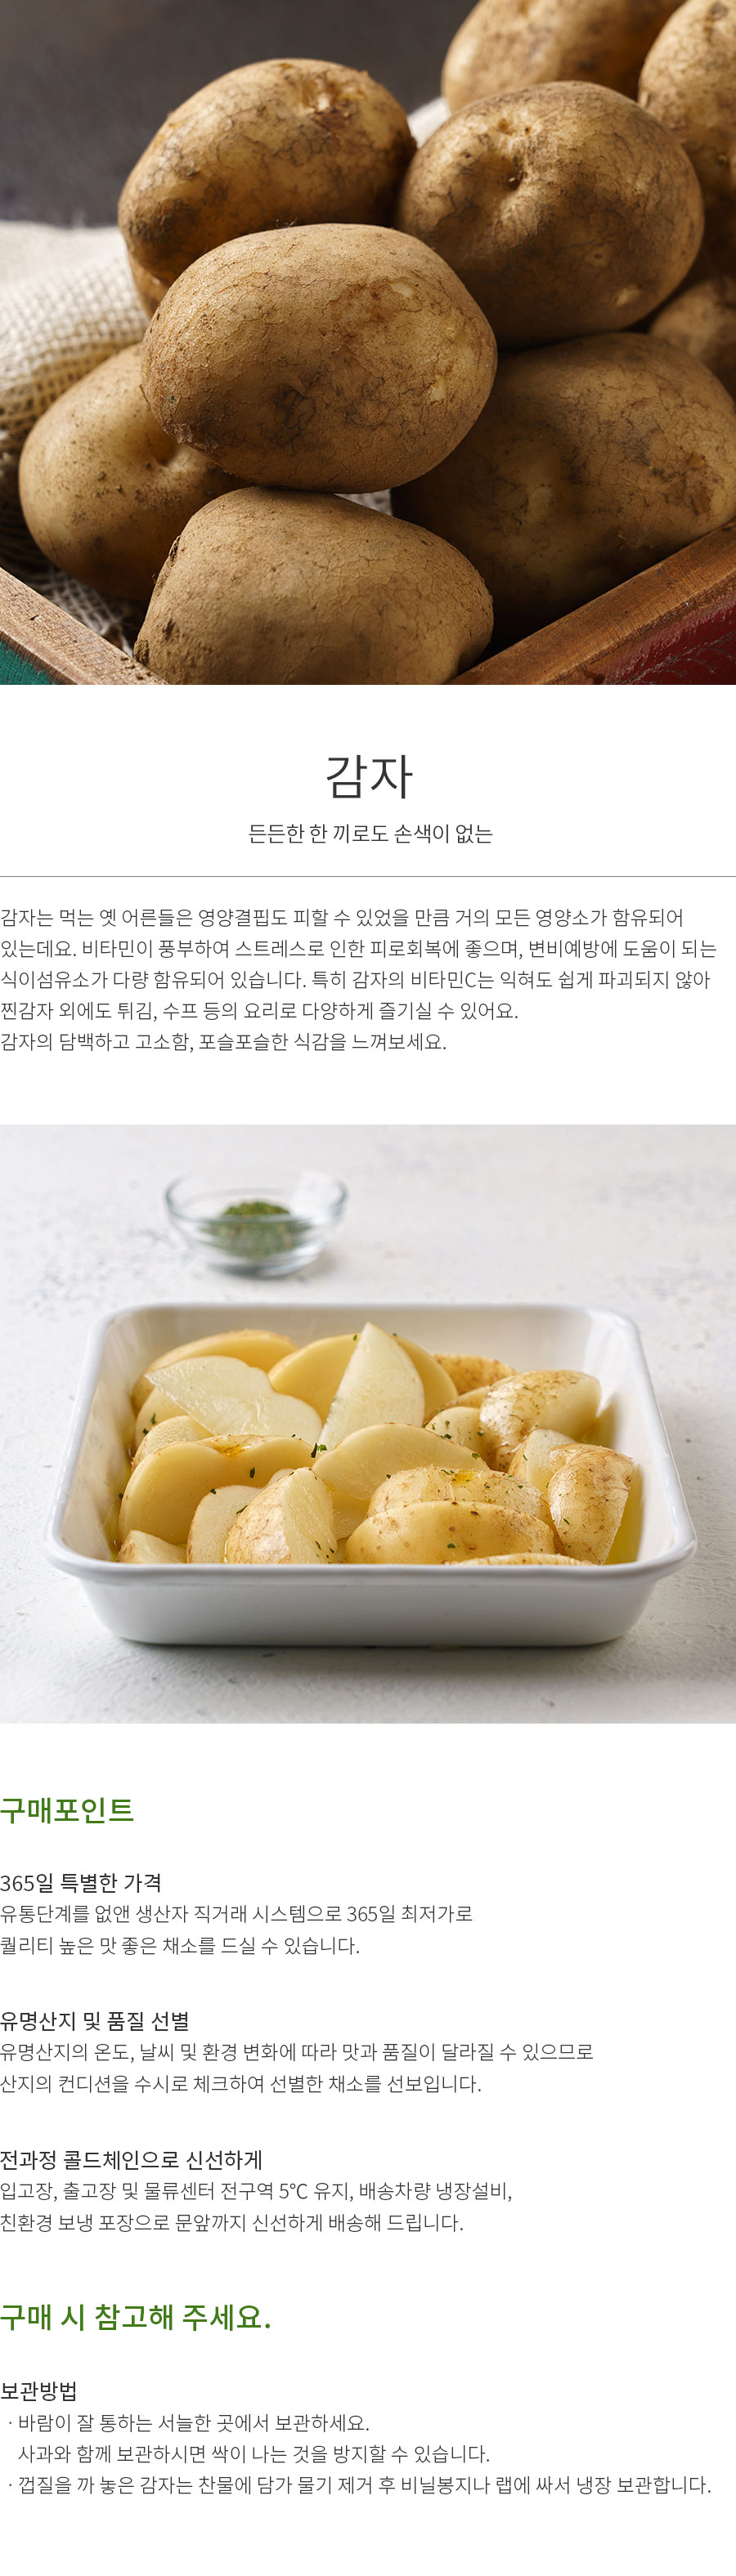 감자
든든한 한 끼로도 손색이 없는
감자는 먹는 옛 어른들은 영양결핍도 피할 수 있었을 만큼 거의 모든 영양소가 함유되어
있는데요. 비타민이 풍부하여 스트레스로 인한 피로회복에 좋으며, 변비예방에 도움이 되는
식이섬유소가 다량 함유되어 있습니다. 특히 감자의 비타민C는 익혀도 쉽게 파괴되지 않아
찐감자 외에도 튀김, 수프 등의 요리로 다양하게 즐기실 수 있어요.
감자의 담백하고 고소함, 포슬포슬한 식감을 느껴보세요.
구매포인트
365일 특별한 가격
유통단계를 없앤 생산자 직거래 시스템으로 365일 최저가로
퀄리티 높은 맛 좋은 채소를 드실 수 있습니다.
유명산지 및 품질 선별
유명산지의 온도, 날씨 및 환경 변화에 따라 맛과 품질이 달라질 수 있으므로
산지의 컨디션을 수시로 체크하여 선별한 채소를 선보입니다.
전과정 콜드체인으로 신선하게
입고장, 출고장 및 물류센터 전구역 5℃ 유지, 배송차량 냉장설비,
친환경 보냉 포장으로 문앞까지 신선하게 배송해 드립니다.
구매 시 참고해 주세요.
보관방법
· 바람이 잘 통하는 서늘한 곳에서 보관하세요.
사과와 함께 보관하시면 싹이 나는 것을 방지할 수 있습니다.
· 껍질을 까 놓은 감자는 찬물에 담가 물기 제거 후 비닐봉지나 랩에 싸서 냉장 보관합니다.